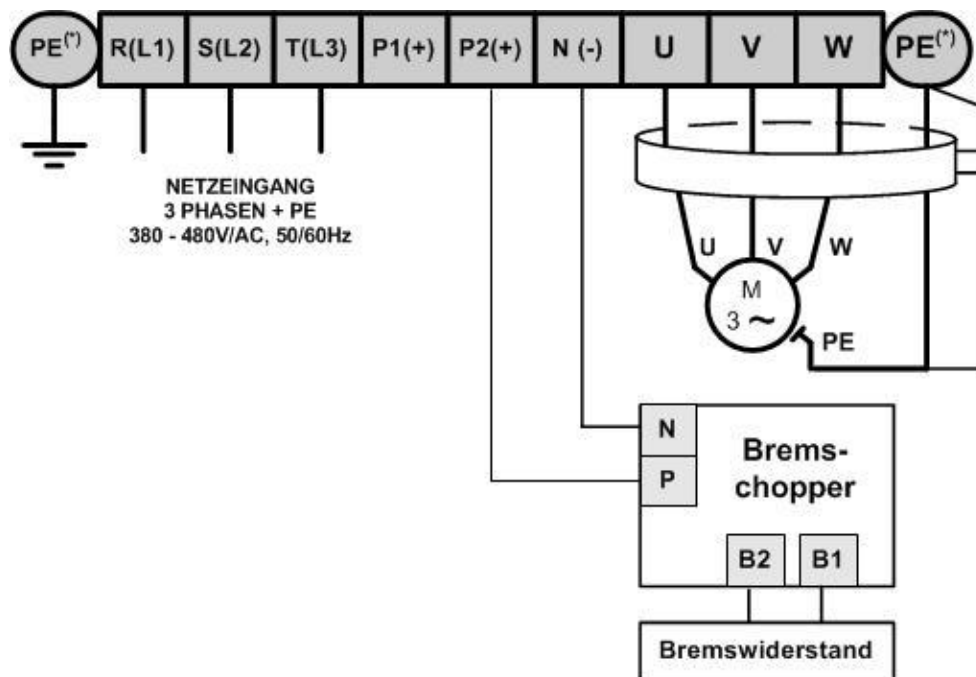 PE(*) R(L1) S(L2) T(L3) P1(+) P2(+) N (-) U V W PE(*)
NETZEINGANG
3 PHASEN + PE
380 - 480V/AC, 50/60Hz
U V W
M
3 ~
PE
N
P
Brems-
chopper
B2 B1
Bremswiderstand